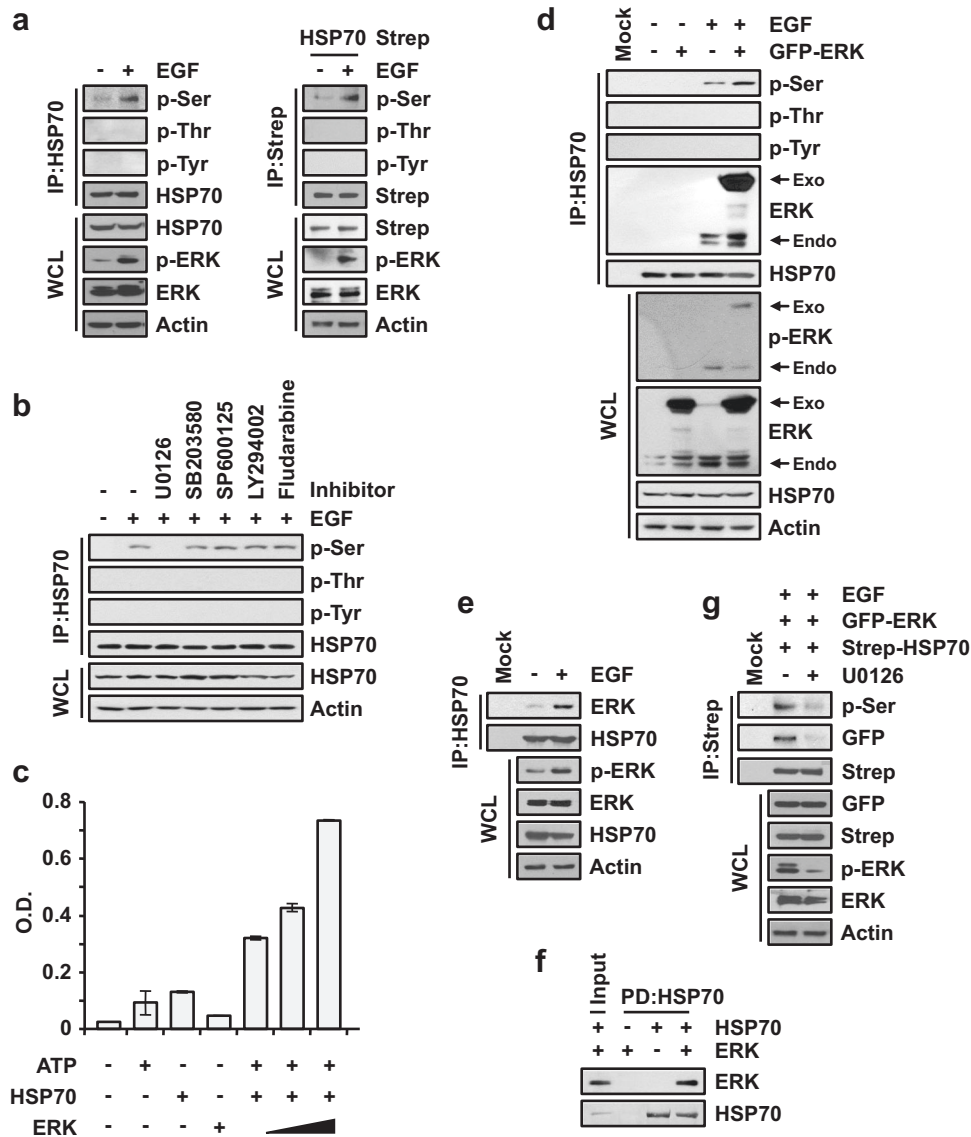 a
- + EGF
IP:HSP70
p-Ser
p-Thr
p-Tyr
HSP70
WCL
HSP70
p-ERK
ERK
Actin
HSP70 Strep
- + EGF
IP:Strep
p-Ser
p-Thr
p-Tyr
Strep
WCL
Strep
p-ERK
ERK
Actin
b
- - U0126 SB203580 SP600125 LY294002 Fludarabine Inhibitor
- + + + + + + EGF
IP:HSP70
p-Ser
p-Thr
p-Tyr
HSP70
WCL
HSP70
Actin
c
O.D.
0.8
0.6
0.4
0.2
0
ATP - + - - + + +
HSP70 - - + - + + +
ERK - - - +
d
Mock
- - + + EGF
- + - + GFP-ERK
IP:HSP70
p-Ser
p-Thr
p-Tyr
Exo
ERK
Endo
HSP70
WCL
Exo
p-ERK
Endo
Exo
ERK
Endo
HSP70
Actin
e
Mock
- + EGF
IP:HSP70
ERK
HSP70
WCL
p-ERK
ERK
HSP70
Actin
f
Input PD:HSP70
+ - + + HSP70
+ + - + ERK
ERK
HSP70
g
Mock
+ + EGF
+ + GFP-ERK
+ + Strep-HSP70
- + U0126
IP:Strep
p-Ser
GFP
Strep
WCL
GFP
Strep
p-ERK
ERK
Actin